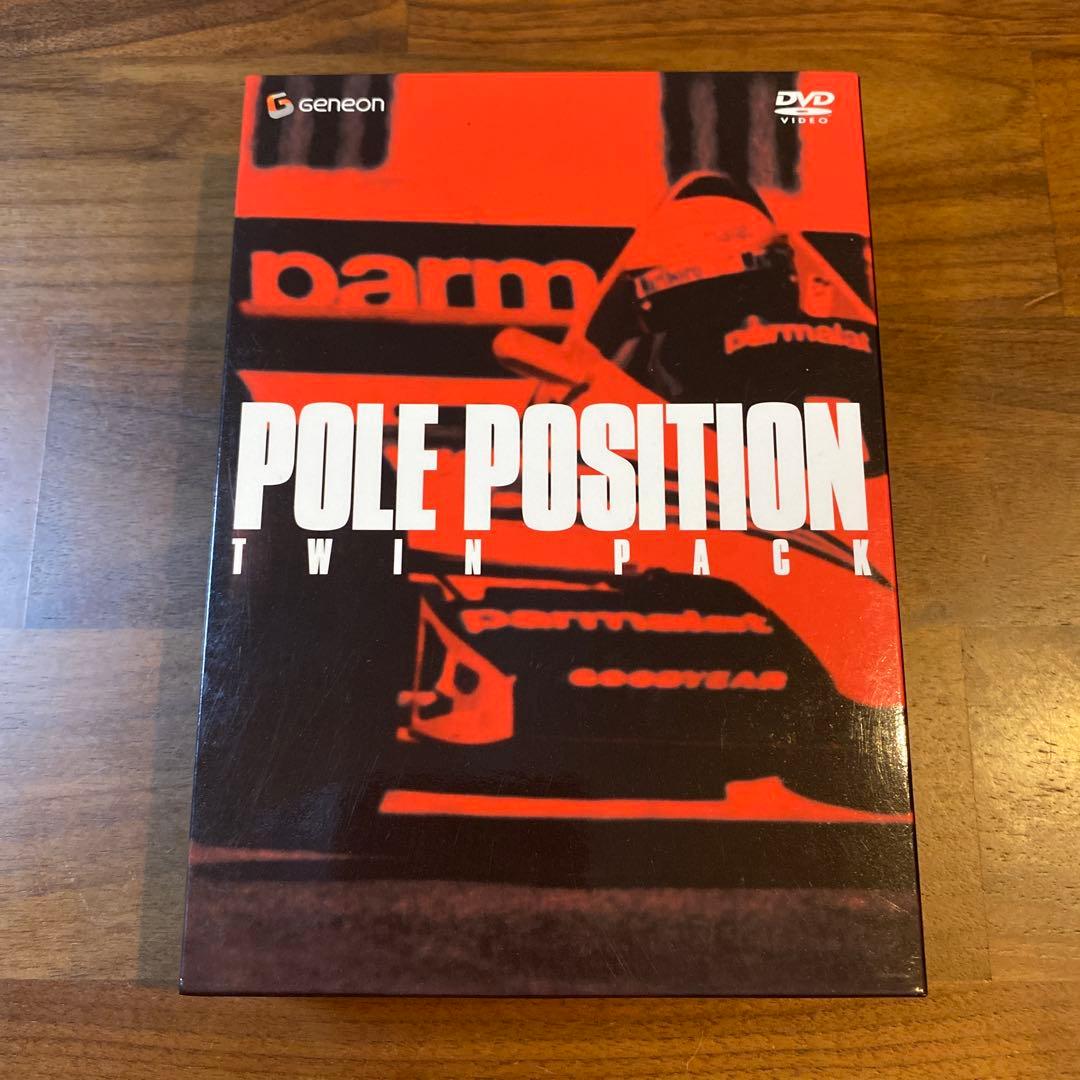 Geneon
DVD
VIDEO
parm
parmalat
POLE POSITION
TWIN PACK
parmalat
GOODYEAR